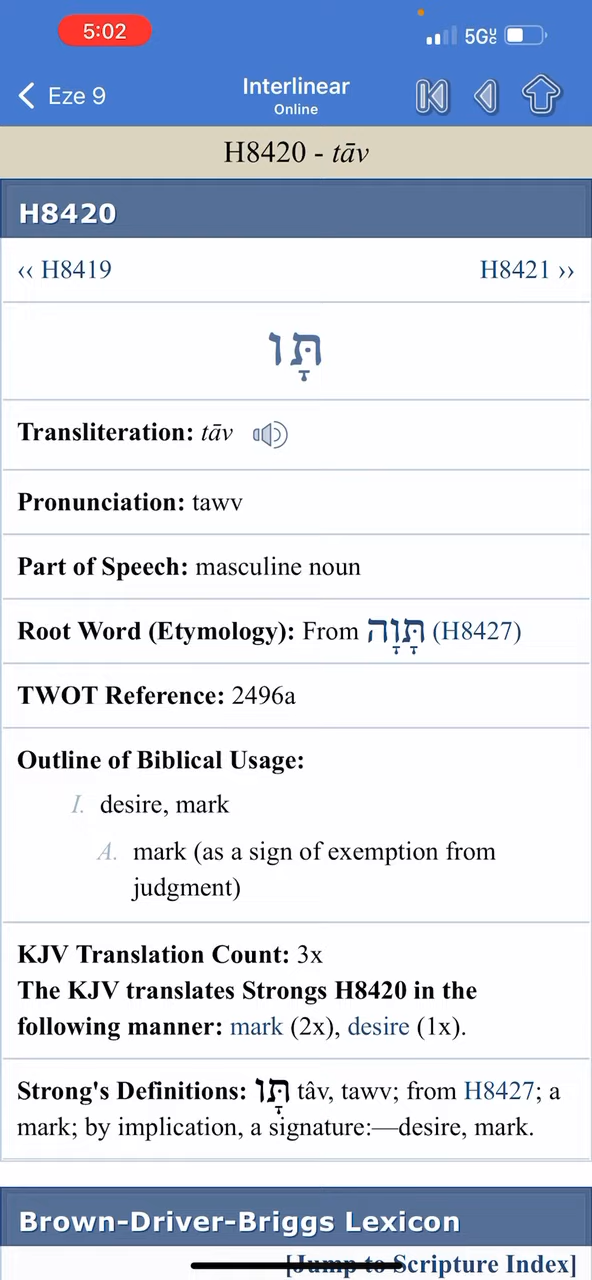 5:02
5G
Eze 9
Interlinear
Online
H8420 - tāv
H8420
‹‹ H8419
H8421 ››
תָּו
Transliteration: tāv
Pronunciation: tawv
Part of Speech: masculine noun
Root Word (Etymology): From תָּוָה (H8427)
TWOT Reference: 2496a
Outline of Biblical Usage:
I. desire, mark
A. mark (as a sign of exemption from
judgment)
KJV Translation Count: 3x
The KJV translates Strongs H8420 in the
following manner: mark (2x), desire (1x).
Strong's Definitions: תָּו tâv, tawv; from H8427; a
mark; by implication, a signature:—desire, mark.
Brown-Driver-Briggs Lexicon
[Jump to Scripture Index]